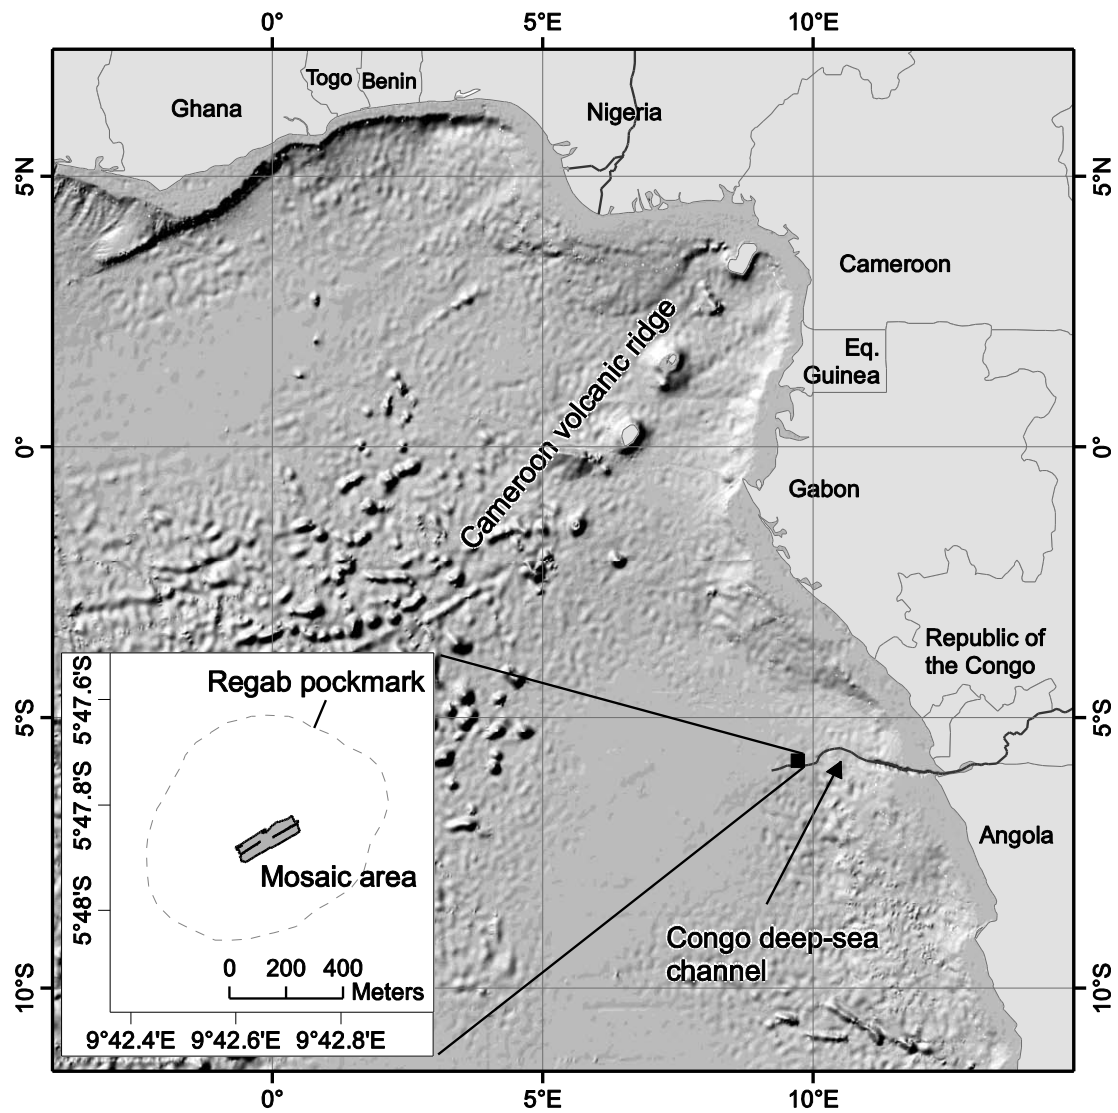 0° 5°E 10°E
Togo Benin
Ghana
Nigeria
5°N 5°N
Cameroon
Eq.
Guinea
Cameroon volcanic ridge
0° 0°
Gabon
Republic of
the Congo
Regab pockmark
5°47.6'S
5°S 5°S
5°47.8'S
Angola
Mosaic area
5°48'S
Congo deep-sea
channel
0 200 400
Meters
10°S 10°S
9°42.4'E 9°42.6'E 9°42.8'E
0° 5°E 10°E